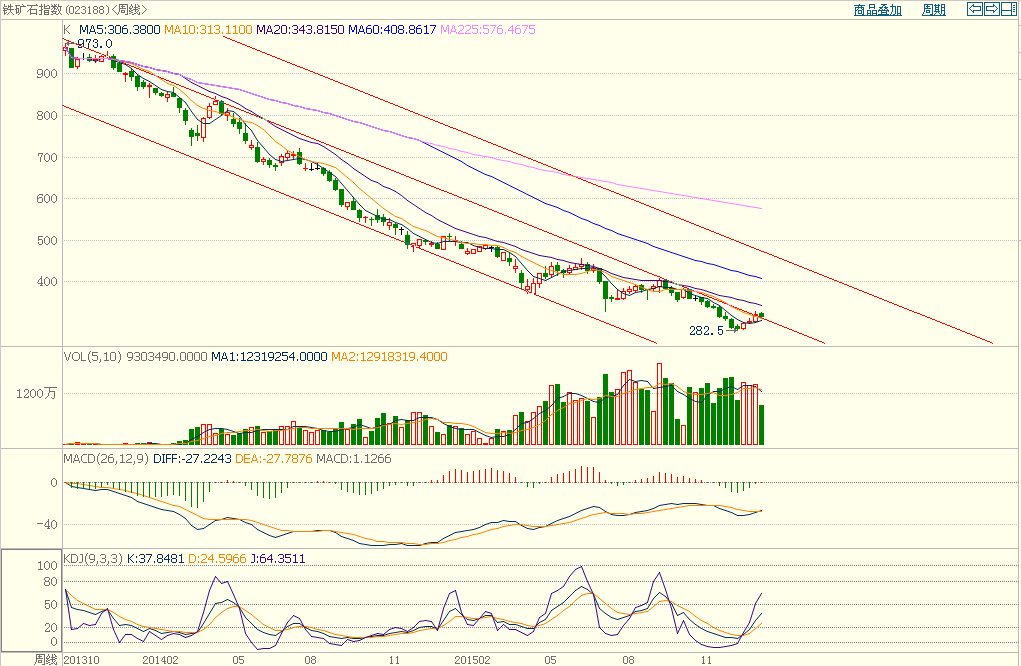 铁矿石指数(023188)<周线> 商品叠加 周期
K MA5:306.3800 MA10:313.1100 MA20:343.8150 MA60:408.8617 MA225:576.4675
973.0
900
800
700
600
500
400
282.5
VOL(5,10) 9303490.0000 MA1:12319254.0000 MA2:12918319.4000
1200万
MACD(26,12,9) DIFF:-27.2243 DEA:-27.7876 MACD:1.1266
0
-40
KDJ(9,3,3) K:37.8481 D:24.5966 J:64.3511
100
80
50
20
0
周线 201310 201402 05 08 11 201502 05 08 11